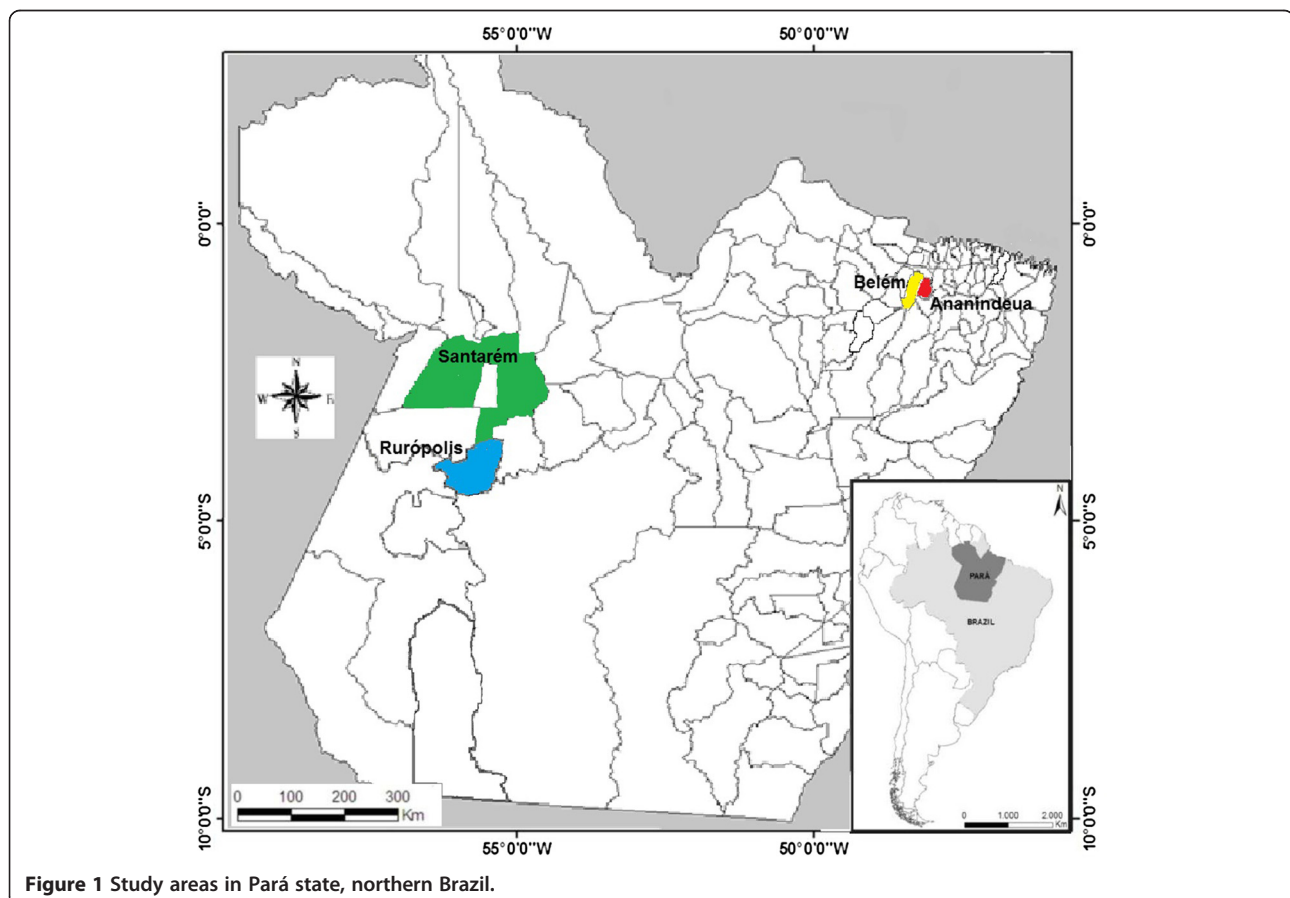 55°0'0"W 50°0'0"W
0°0'0" 0°0'0"
Belém
Ananindeua
Santarém
N
W E
S
Rurópolis
5°0'0"S 5°0'0"S
N
PARÁ
BRAZIL
0 100 200 300
Km
0 1.000 2.000
Km
10°0'0"S 10°0'0"S
55°0'0"W 50°0'0"W
Figure 1 Study areas in Pará state, northern Brazil.